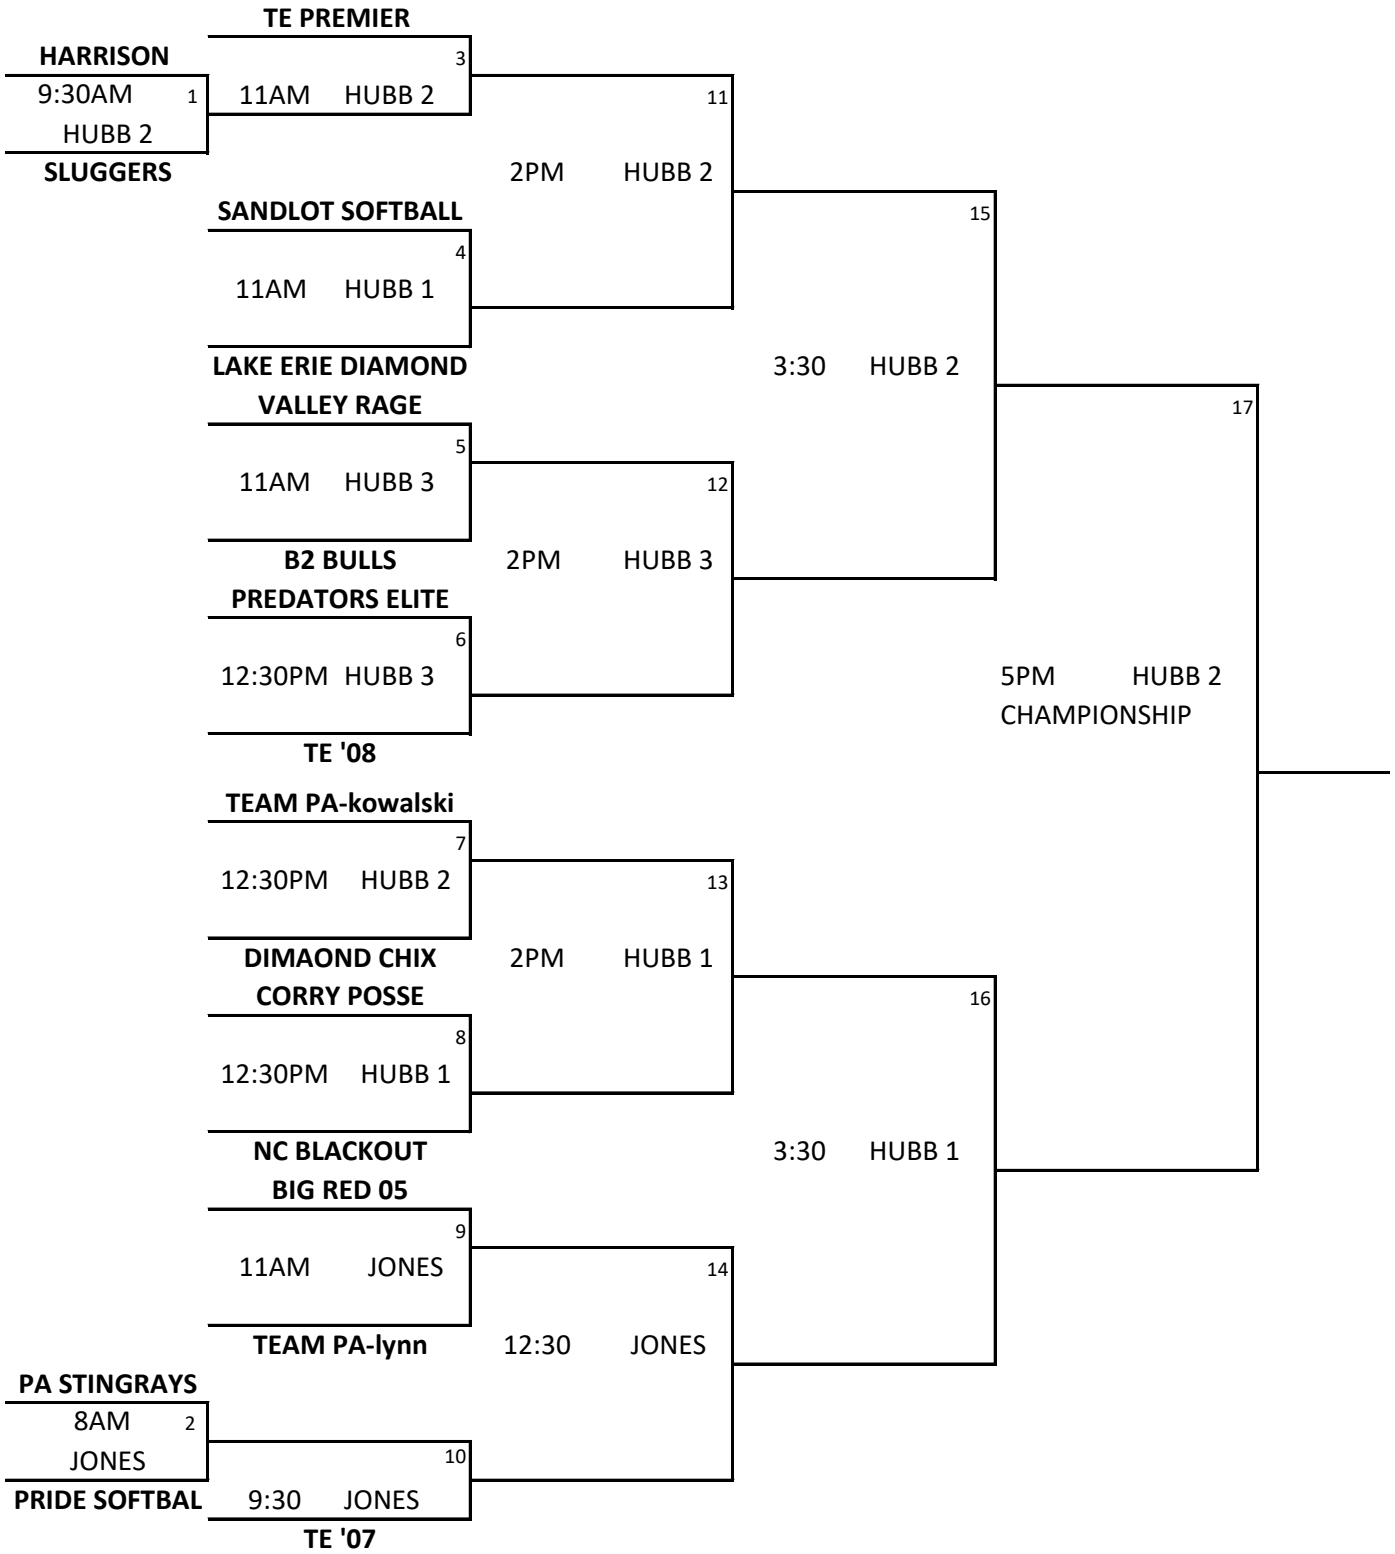 TE PREMIER
HARRISON
3
9:30AM 1 11AM HUBB 2 11
HUBB 2
SLUGGERS 2PM HUBB 2
SANDLOT SOFTBALL 15
4
11AM HUBB 1
LAKE ERIE DIAMOND 3:30 HUBB 2
VALLEY RAGE 17
5
11AM HUBB 3 12
B2 BULLS 2PM HUBB 3
PREDATORS ELITE
6
12:30PM HUBB 3 5PM HUBB 2
CHAMPIONSHIP
TE '08
TEAM PA-kowalski
7
12:30PM HUBB 2 13
DIMAOND CHIX 2PM HUBB 1
CORRY POSSE 16
8
12:30PM HUBB 1
NC BLACKOUT 3:30 HUBB 1
BIG RED 05
9
11AM JONES 14
TEAM PA-lynn 12:30 JONES
PA STINGRAYS
8AM 2
JONES 10
PRIDE SOFTBAL 9:30 JONES
TE '07